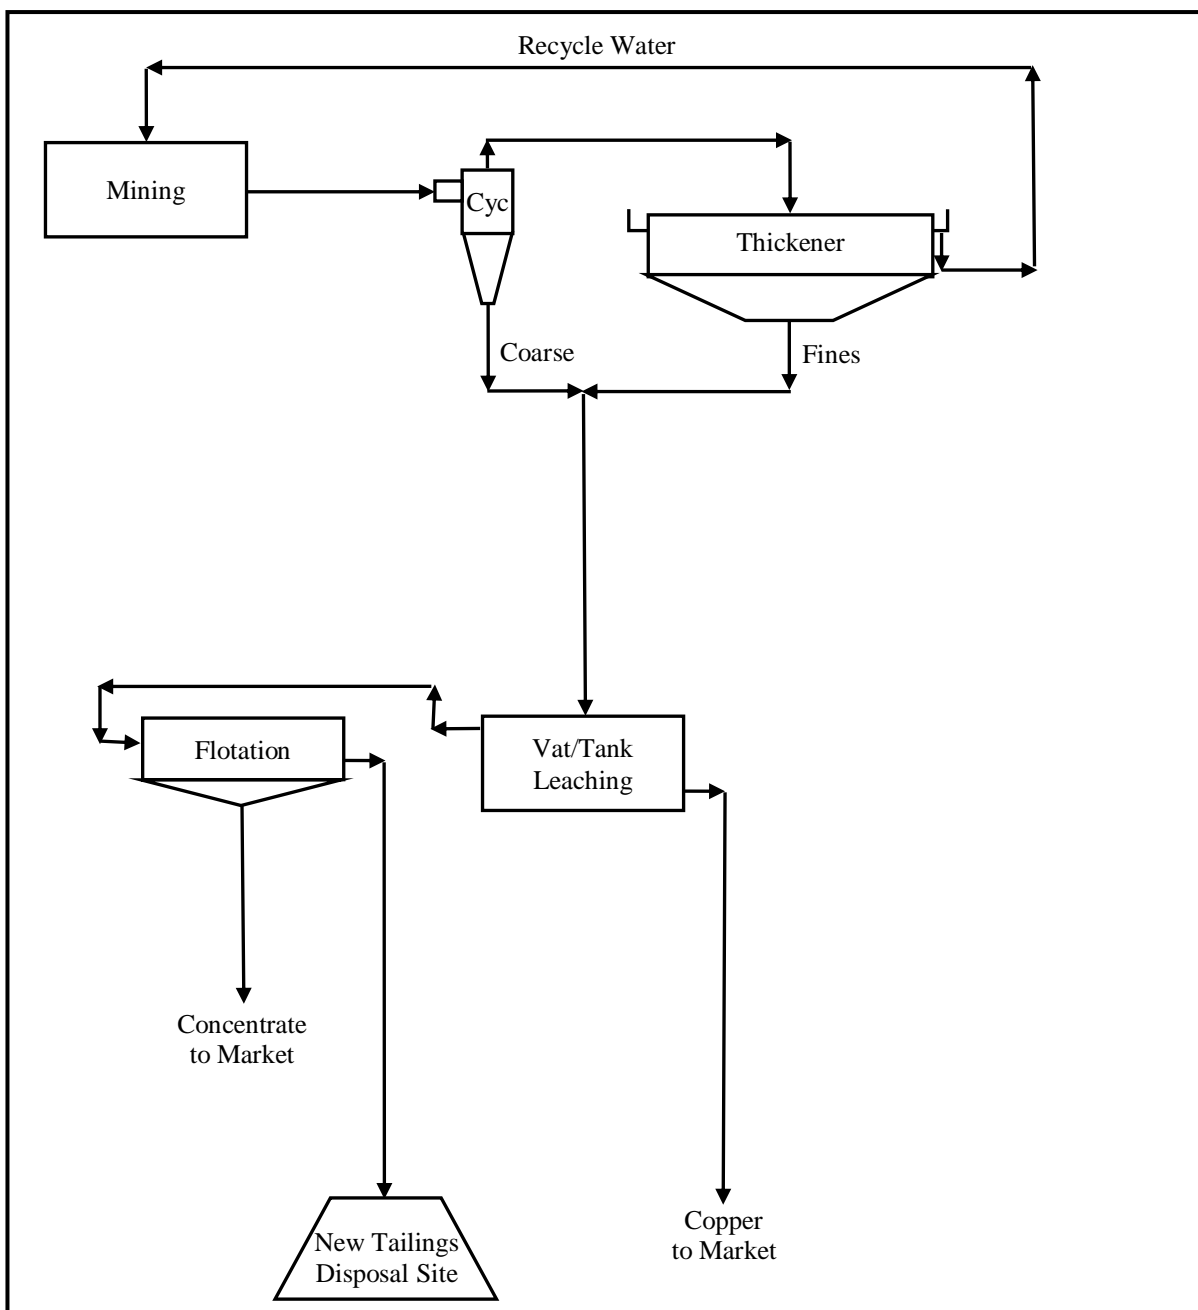 Recycle Water
Mining
Cyc
Thickener
Coarse
Fines
Flotation
Vat/Tank
Leaching
Concentrate
to Market
Copper
to Market
New Tailings
Disposal Site